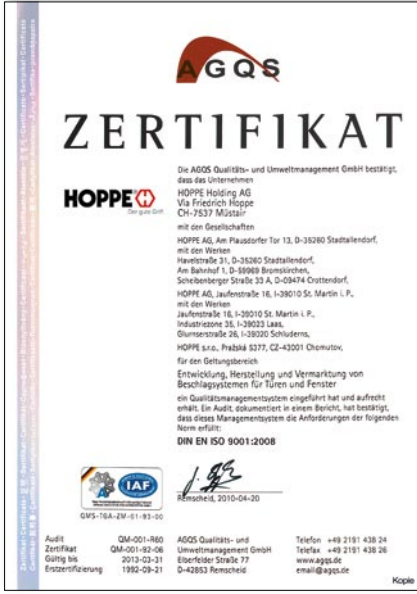 AGQS
ZERTIFIKAT
Die AGQS Qualitäts- und Umweltmanagement GmbH bestätigt,
dass das Unternehmen
HOPPE
Der gute Griff.
HOPPE Holding AG
Via Friedrich Hoppe
CH-7537 Müstair
mit den Gesellschaften
HOPPE AG, Am Plausdorfer Tor 13, D-35260 Stadtallendorf,
mit den Werken
Havelstraße 31, D-35260 Stadtallendorf,
Am Bahnhof 1, D-59969 Bromskirchen,
Scheibenberger Straße 33 A, D-09474 Crottendorf,
HOPPE AG, Jaufenstraße 16, I-39010 St. Martin i. P.,
mit den Werken
Jaufenstraße 16, I-39010 St. Martin i. P.,
Industriezone 35, I-39023 Laas,
Glurnserstraße 26, I-39020 Schluderns,
HOPPE s.r.o., Pražská 5377, CZ-43001 Chomutov,
für den Geltungsbereich
Entwicklung, Herstellung und Vermarktung von
Beschlagsystemen für Türen und Fenster
ein Qualitätsmanagementsystem eingeführt hat und aufrecht
erhält. Ein Audit, dokumentiert in einem Bericht, hat bestätigt,
dass dieses Managementsystem die Anforderungen der folgenden
Norm erfüllt:
DIN EN ISO 9001:2008
IAF
QMS-TGA-ZM-01-93-00
Remscheid, 2010-04-20
Audit QM-001-R60
Zertifikat QM-001-92-06
Gültig bis 2013-03-31
Erstzertifizierung 1992-09-21
AGQS Qualitäts- und
Umweltmanagement GmbH
Elberfelder Straße 77
D-42853 Remscheid
Telefon +49 2191 438 24
Telefax +49 2191 438 26
www.agqs.de
email@agqs.de
Kopie